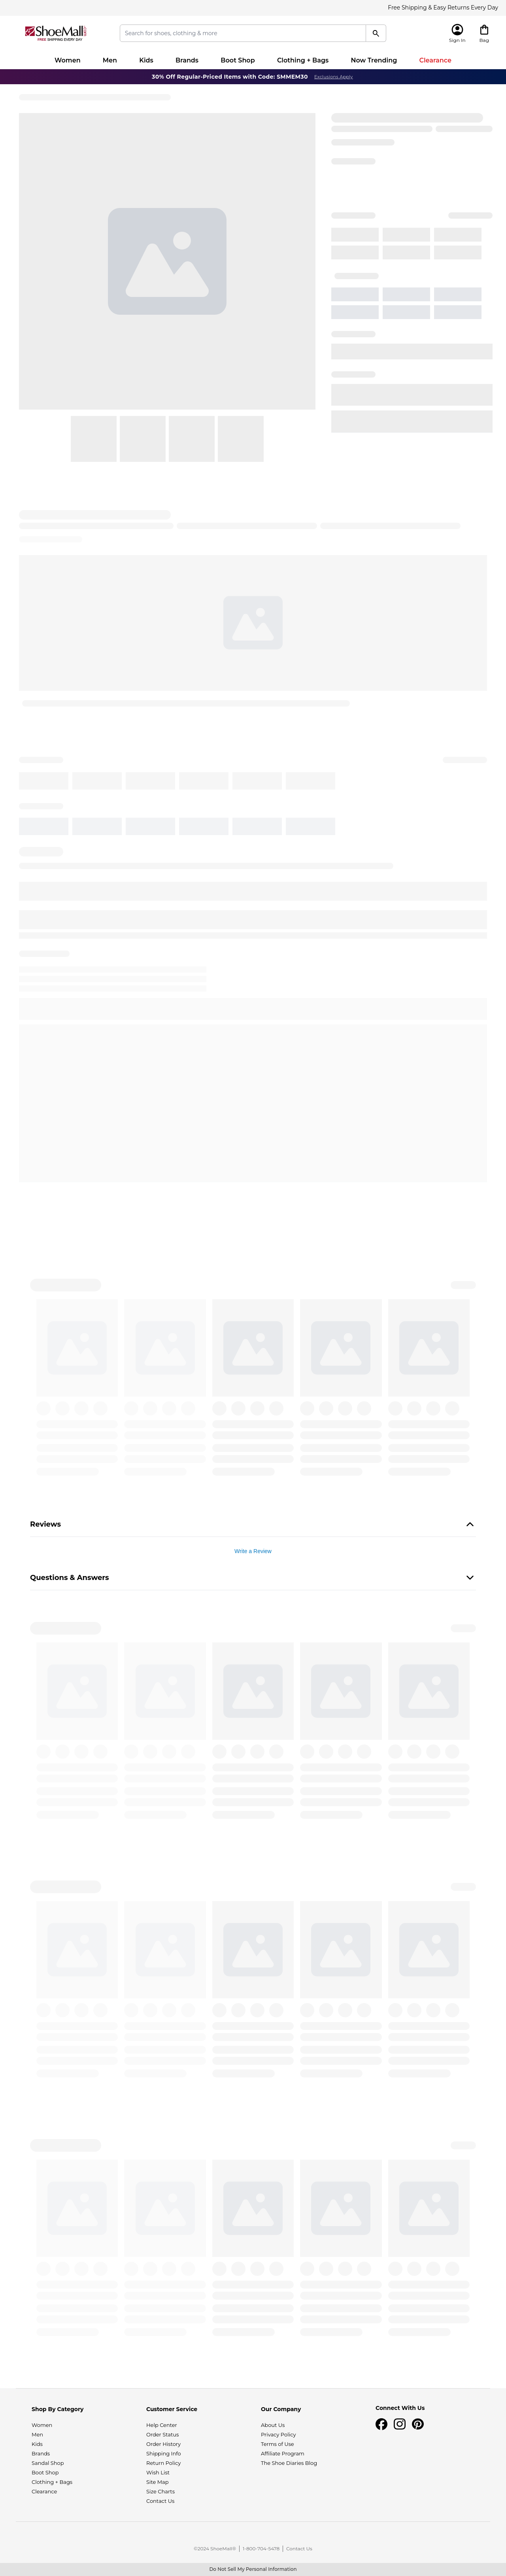 Free Shipping & Easy Returns Every Day
ShoeMall
FREE SHIPPING EVERY DAY
Search for shoes, clothing & more
Sign In
Bag
Women Men Kids Brands Boot Shop Clothing + Bags Now Trending Clearance
30% Off Regular-Priced Items with Code: SMMEM30 Exclusions Apply
Reviews
Write a Review
Questions & Answers
Shop By Category
Women
Men
Kids
Brands
Sandal Shop
Boot Shop
Clothing + Bags
Clearance
Customer Service
Help Center
Order Status
Order History
Shipping Info
Return Policy
Wish List
Site Map
Size Charts
Contact Us
Our Company
About Us
Privacy Policy
Terms of Use
Affiliate Program
The Shoe Diaries Blog
Connect With Us
©2024 ShoeMall® 1-800-704-5478 Contact Us
Do Not Sell My Personal Information